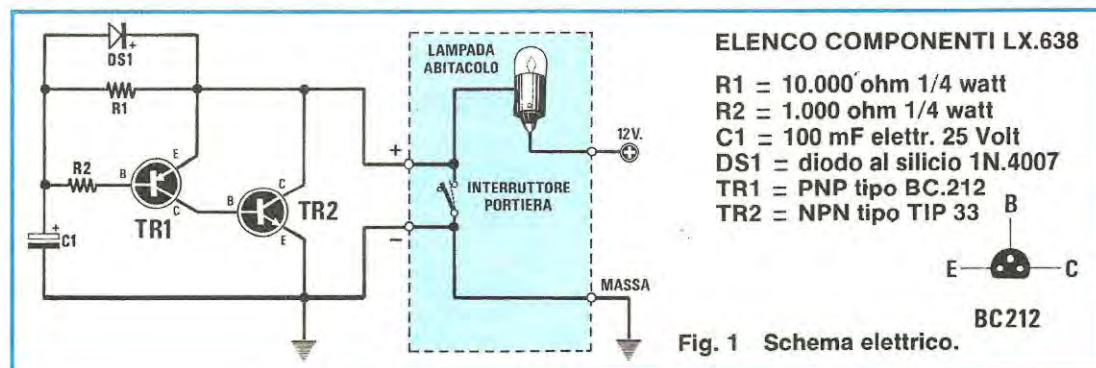 DS1
+
R1
R2
B
E
C
TR1
B
C
E
TR2
+
C1
LAMPADA
ABITACOLO
12V.
+
INTERRUTTORE
PORTIERA
−
MASSA
ELENCO COMPONENTI LX.638
R1 = 10.000 ohm 1/4 watt
R2 = 1.000 ohm 1/4 watt
C1 = 100 mF elettr. 25 Volt
DS1 = diodo al silicio 1N.4007
TR1 = PNP tipo BC.212
TR2 = NPN tipo TIP 33
B
E
C
BC212
Fig. 1 Schema elettrico.